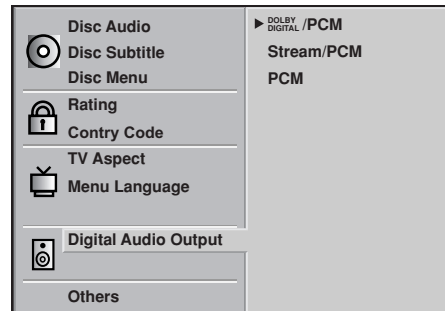 Disc Audio
Disc Subtitle
Disc Menu
Rating
Contry Code
TV Aspect
Menu Language
Digital Audio Output
Others
DOLBY DIGITAL /PCM
Stream/PCM
PCM